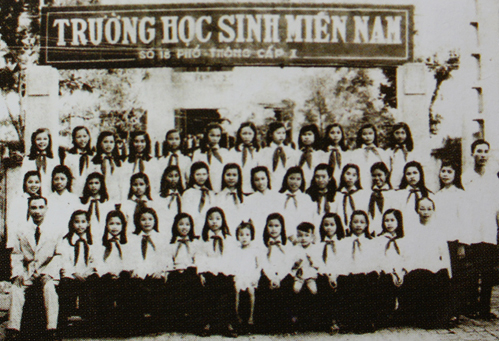 TRƯỜNG HỌC SINH MIỀN NAM
SỐ 18 PHỔ-THÔNG CẤP I